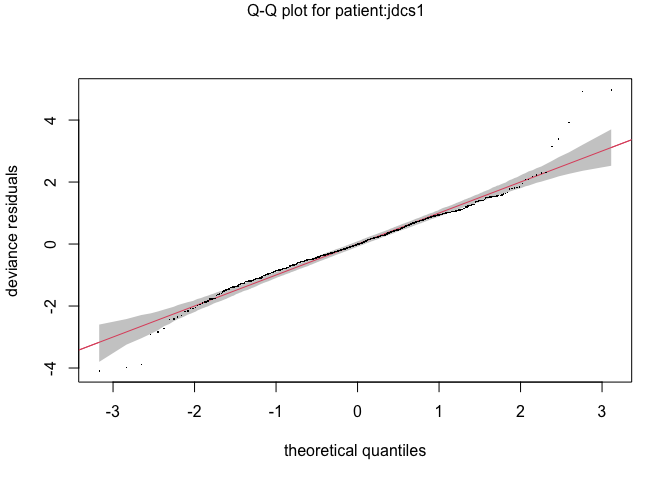 Q-Q plot for patient:jdcs1
deviance residuals
4
2
0
-2
-4
-3 -2 -1 0 1 2 3
theoretical quantiles